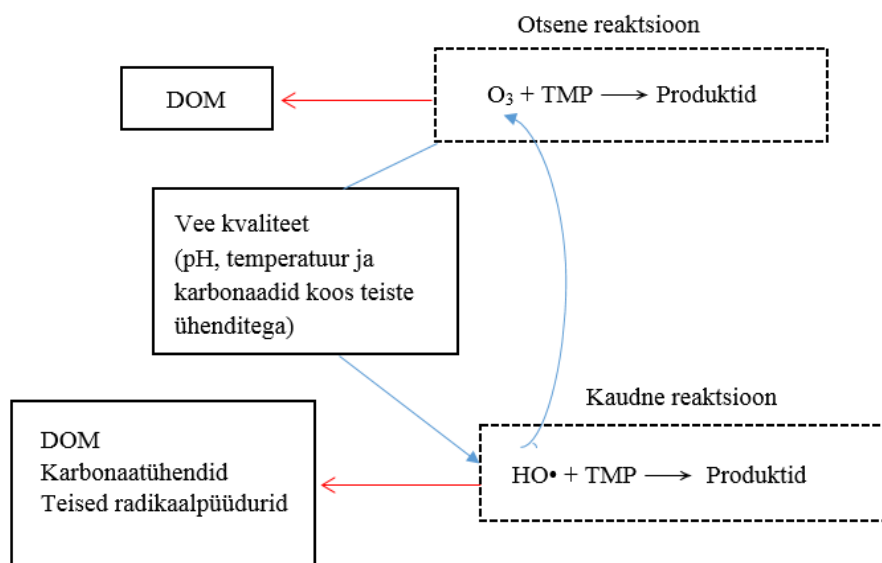 Otsene reaktsioon
DOM
O₃ + TMP ⟶ Produktid
Vee kvaliteet
(pH, temperatuur ja
karbonaadid koos teiste
ühenditega)
Kaudne reaktsioon
DOM
Karbonaatühendid
Teised radikaalpüüdurid
HO• + TMP ⟶ Produktid